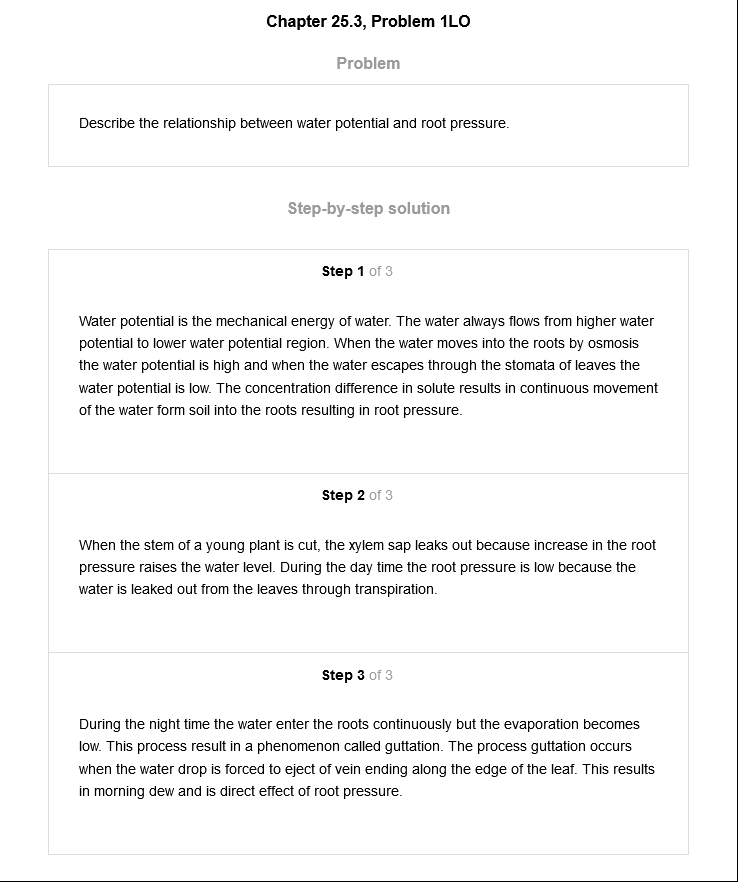 Chapter 25.3, Problem 1LO
Problem
Describe the relationship between water potential and root pressure.
Step-by-step solution
Step 1 of 3
Water potential is the mechanical energy of water. The water always flows from higher water
potential to lower water potential region. When the water moves into the roots by osmosis
the water potential is high and when the water escapes through the stomata of leaves the
water potential is low. The concentration difference in solute results in continuous movement
of the water form soil into the roots resulting in root pressure.
Step 2 of 3
When the stem of a young plant is cut, the xylem sap leaks out because increase in the root
pressure raises the water level. During the day time the root pressure is low because the
water is leaked out from the leaves through transpiration.
Step 3 of 3
During the night time the water enter the roots continuously but the evaporation becomes
low. This process result in a phenomenon called guttation. The process guttation occurs
when the water drop is forced to eject of vein ending along the edge of the leaf. This results
in morning dew and is direct effect of root pressure.